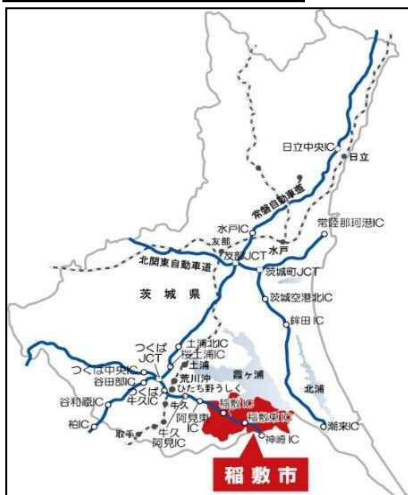 日立中央IC
日立
常磐自動車道
水戸IC
常陸那珂港IC
友部
水戸
友部JCT
北関東自動車道
茨城町JCT
茨城県
茨城空港北IC
鉾田IC
土浦北IC
つくば
JCT
桜土浦IC
土浦
つくば中央IC
荒川沖
霞ヶ浦
北浦
谷田部IC
ひたち野うしく
つくば
牛久IC
谷和原IC
牛久
稲敷IC
阿見東
IC
稲敷東IC
潮来IC
柏IC
取手
牛久
阿見IC
神崎IC
稲敷市